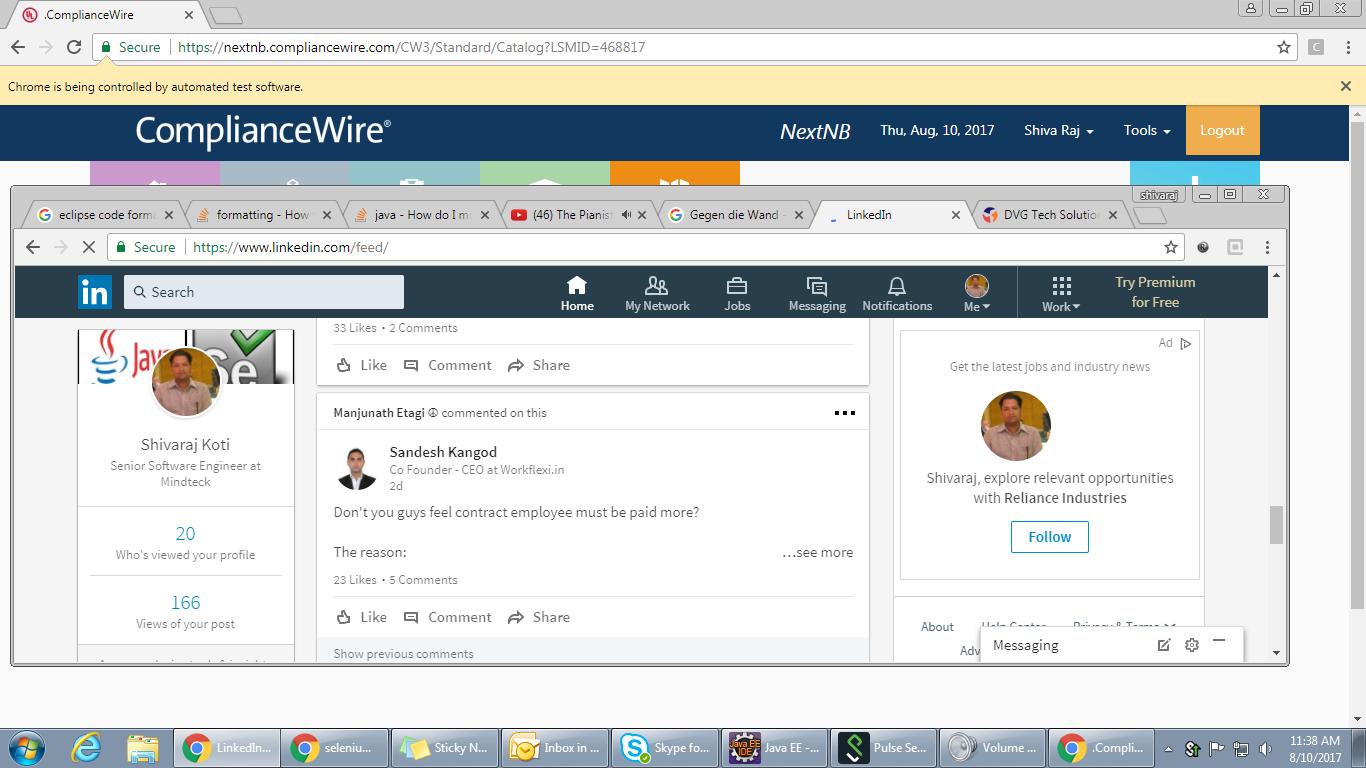 .ComplianceWire
Secure https://nextnb.compliancewire.com/CW3/Standard/Catalog?LSMID=468817
Chrome is being controlled by automated test software.
ComplianceWire® NextNB Thu, Aug, 10, 2017 Shiva Raj Tools Logout
shivaraj
eclipse code form formatting - How java - How do I m (46) The Pianis Gegen die Wand - LinkedIn DVG Tech Solutio
Secure https://www.linkedin.com/feed/
in Search Home My Network Jobs Messaging Notifications Me Work Try Premium for Free
Java Se
Shivaraj Koti
Senior Software Engineer at
Mindteck
20
Who's viewed your profile
166
Views of your post
33 Likes • 2 Comments
Like Comment Share
Manjunath Etagi ☮ commented on this
Sandesh Kangod
Co Founder - CEO at Workflexi.in
2d
Don't you guys feel contract employee must be paid more?
The reason: …see more
23 Likes • 5 Comments
Like Comment Share
Show previous comments
Ad
Get the latest jobs and industry news
Shivaraj, explore relevant opportunities
with Reliance Industries
Follow
About Help Center Privacy & Terms
Adv
Messaging
LinkedIn... seleniu... Sticky N... Inbox in ... Skype fo... Java EE -... Pulse Se... Volume ... .Compli...
Java EE
IDE
11:38 AM
8/10/2017